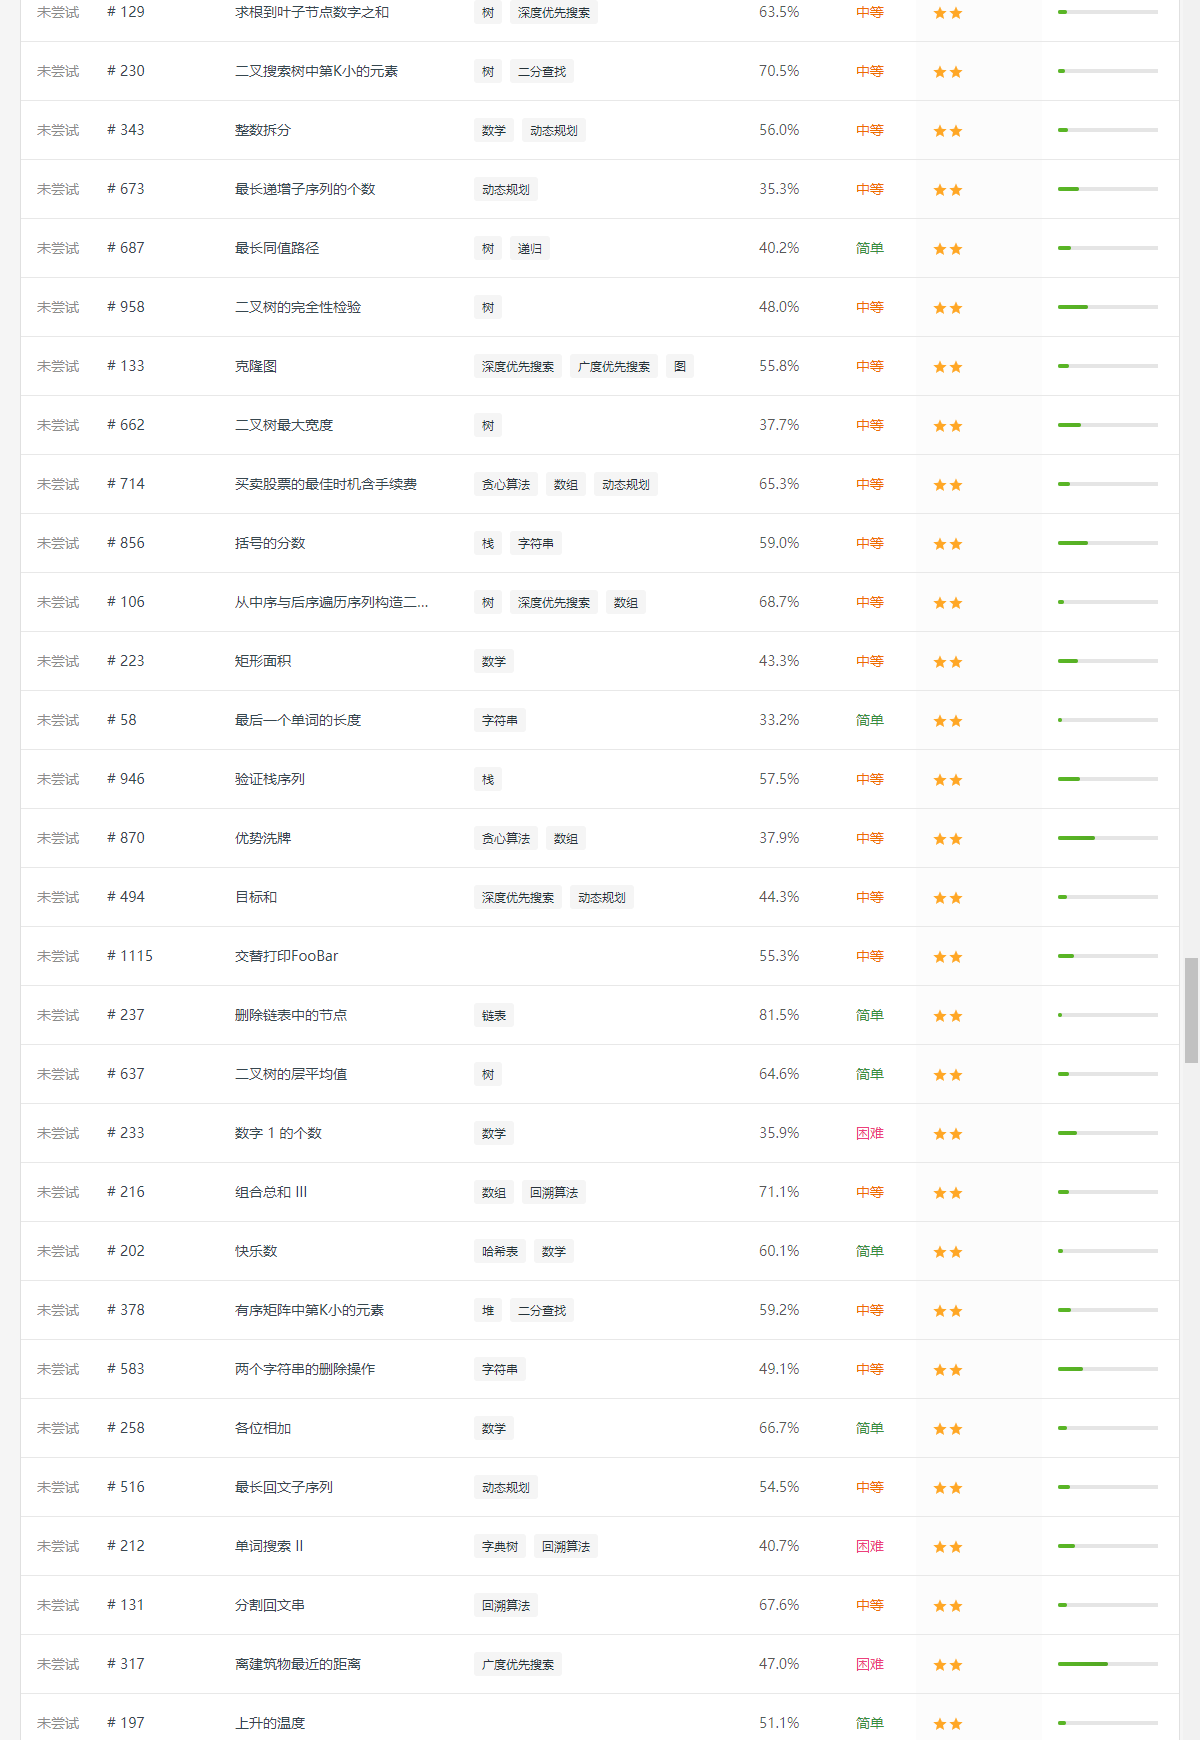 未尝试 # 129 求根到叶子节点数字之和 树 深度优先搜索 63.5% 中等
未尝试 # 230 二叉搜索树中第K小的元素 树 二分查找 70.5% 中等
未尝试 # 343 整数拆分 数学 动态规划 56.0% 中等
未尝试 # 673 最长递增子序列的个数 动态规划 35.3% 中等
未尝试 # 687 最长同值路径 树 递归 40.2% 简单
未尝试 # 958 二叉树的完全性检验 树 48.0% 中等
未尝试 # 133 克隆图 深度优先搜索 广度优先搜索 图 55.8% 中等
未尝试 # 662 二叉树最大宽度 树 37.7% 中等
未尝试 # 714 买卖股票的最佳时机含手续费 贪心算法 数组 动态规划 65.3% 中等
未尝试 # 856 括号的分数 栈 字符串 59.0% 中等
未尝试 # 106 从中序与后序遍历序列构造二... 树 深度优先搜索 数组 68.7% 中等
未尝试 # 223 矩形面积 数学 43.3% 中等
未尝试 # 58 最后一个单词的长度 字符串 33.2% 简单
未尝试 # 946 验证栈序列 栈 57.5% 中等
未尝试 # 870 优势洗牌 贪心算法 数组 37.9% 中等
未尝试 # 494 目标和 深度优先搜索 动态规划 44.3% 中等
未尝试 # 1115 交替打印FooBar 55.3% 中等
未尝试 # 237 删除链表中的节点 链表 81.5% 简单
未尝试 # 637 二叉树的层平均值 树 64.6% 简单
未尝试 # 233 数字 1 的个数 数学 35.9% 困难
未尝试 # 216 组合总和 III 数组 回溯算法 71.1% 中等
未尝试 # 202 快乐数 哈希表 数学 60.1% 简单
未尝试 # 378 有序矩阵中第K小的元素 堆 二分查找 59.2% 中等
未尝试 # 583 两个字符串的删除操作 字符串 49.1% 中等
未尝试 # 258 各位相加 数学 66.7% 简单
未尝试 # 516 最长回文子序列 动态规划 54.5% 中等
未尝试 # 212 单词搜索 II 字典树 回溯算法 40.7% 困难
未尝试 # 131 分割回文串 回溯算法 67.6% 中等
未尝试 # 317 离建筑物最近的距离 广度优先搜索 47.0% 困难
未尝试 # 197 上升的温度 51.1% 简单